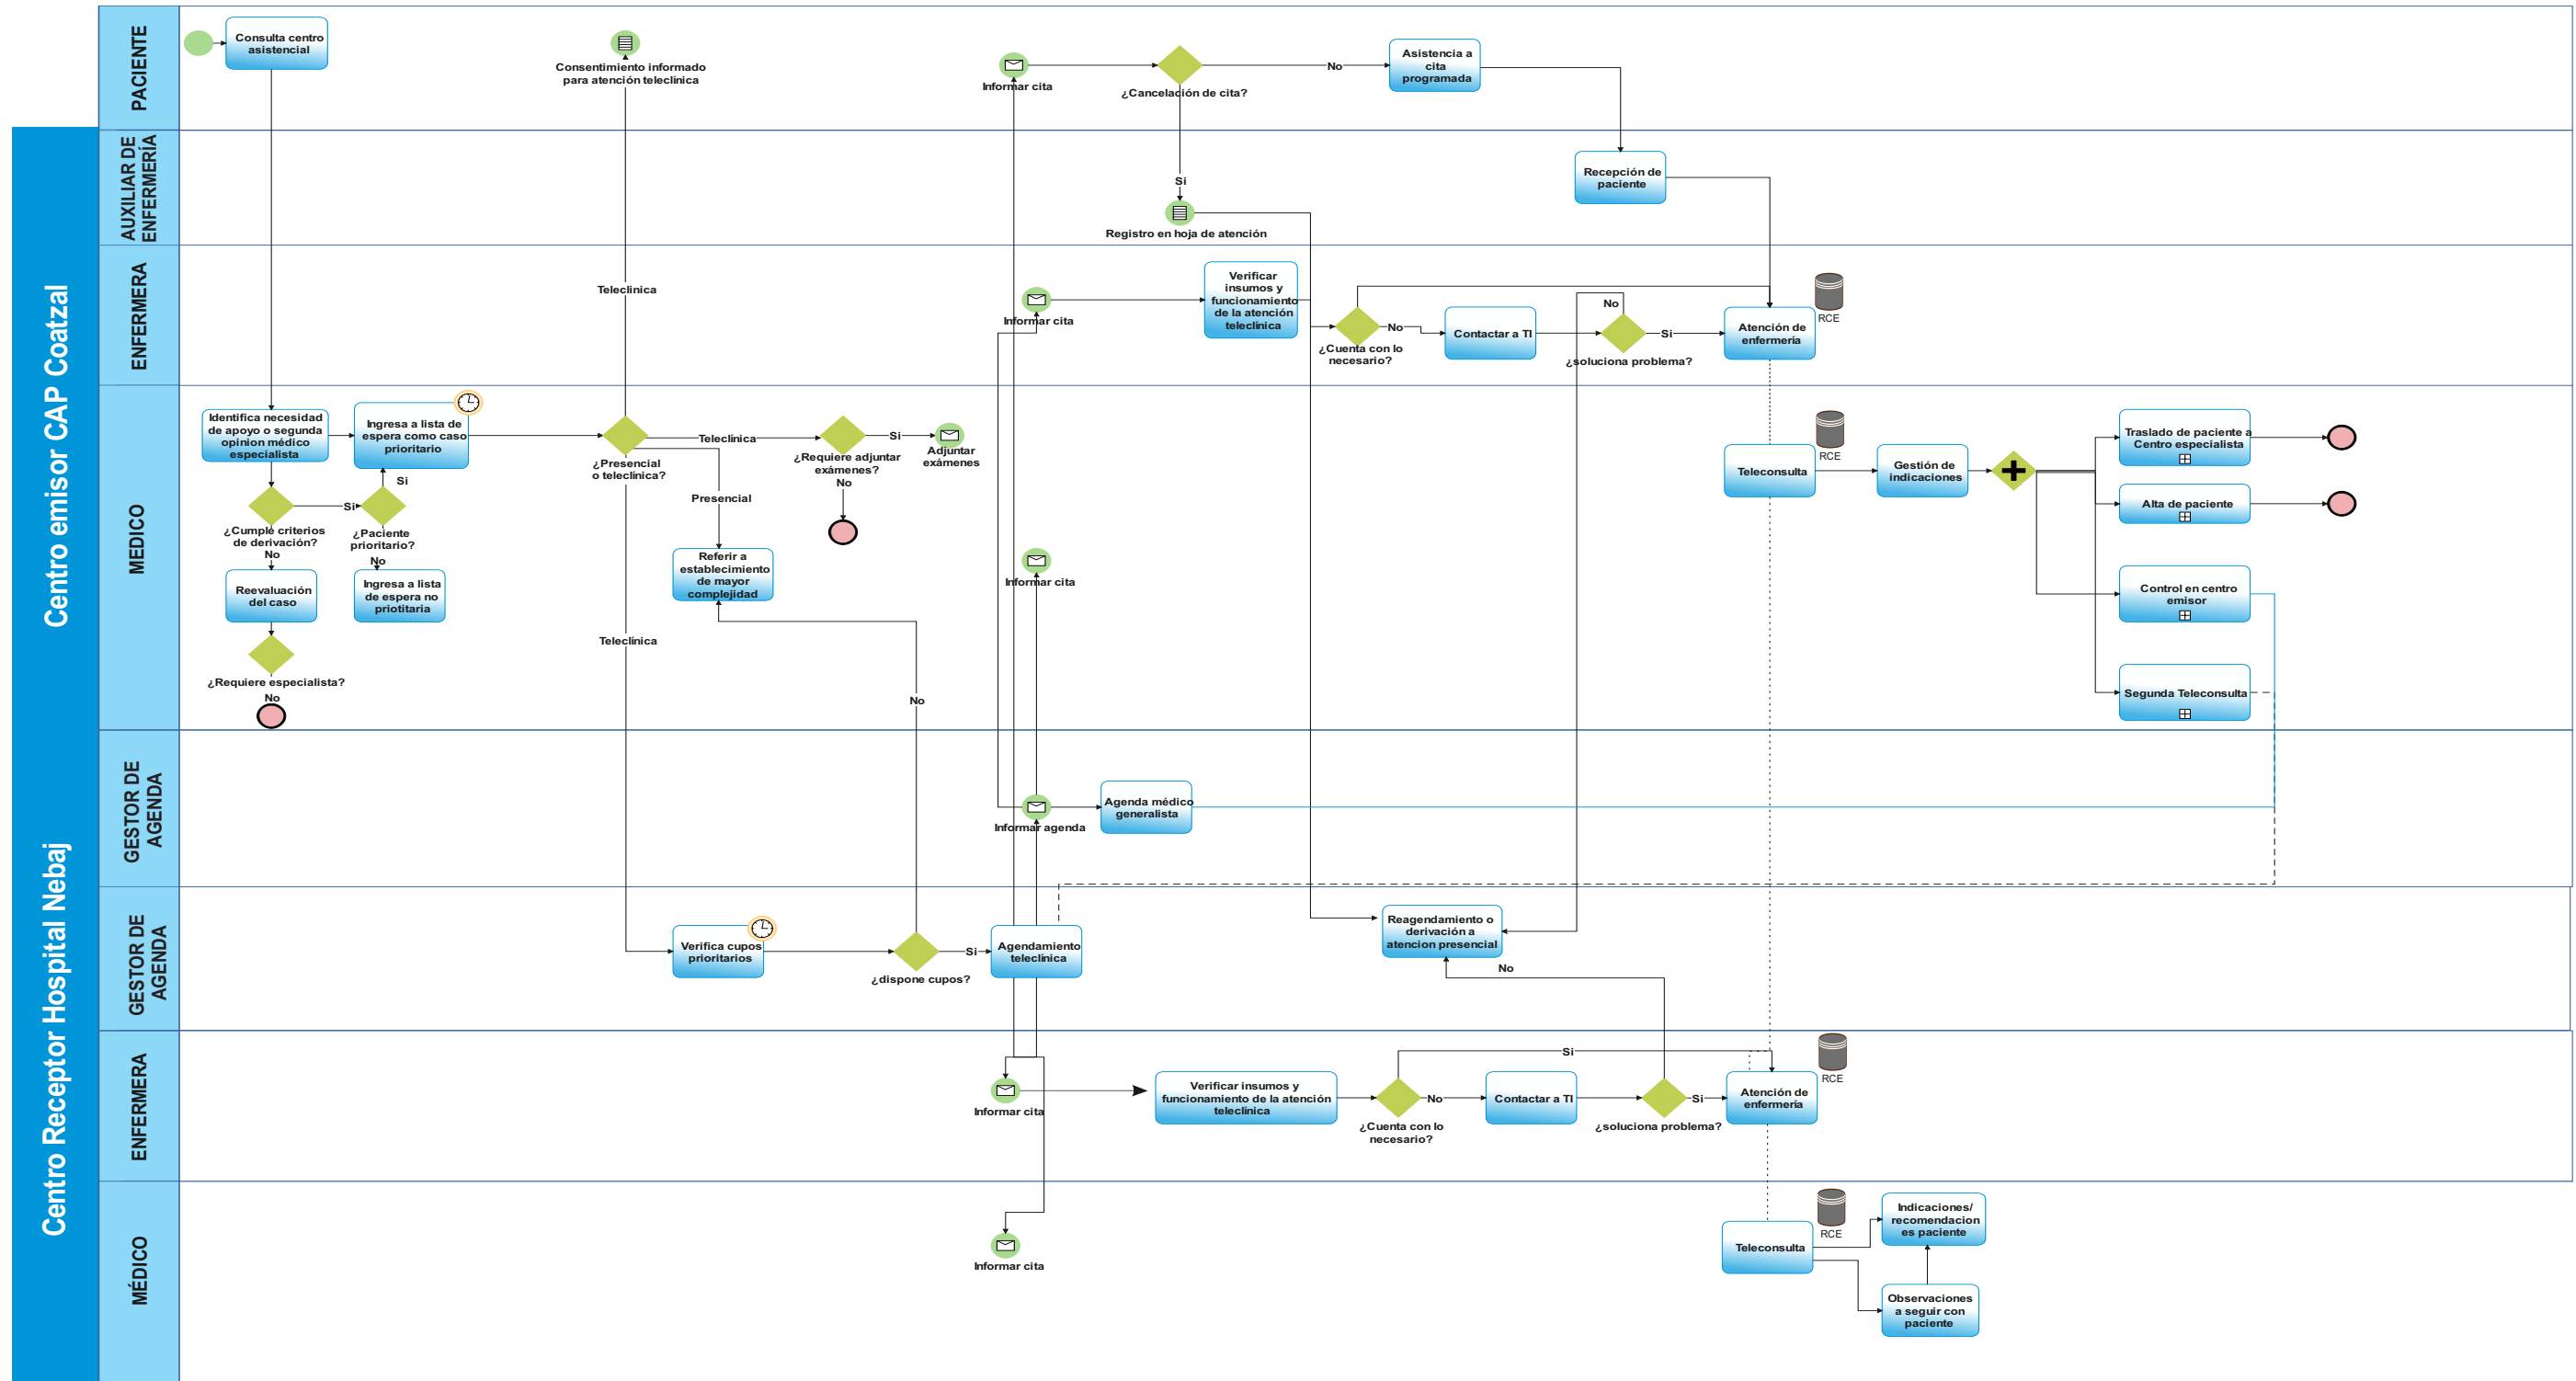 Centro emisor CAP Coatzal
Centro Receptor Hospital Nebaj
PACIENTE
Consulta centro
asistencial
Consentimiento informado
para atención teleclínica
Informar cita
¿Cancelación de cita?
No
Asistencia a
cita
programada
AUXILIAR DE
ENFERMERÍA
Si
Registro en hoja de atención
Recepción de
paciente
ENFERMERA
Teleclinica
Informar cita
Verificar
insumos y
funcionamiento
de la atención
teleclínica
¿Cuenta con lo
necesario?
No
Contactar a TI
No
¿soluciona problema?
Si
Atención de
enfermería
RCE
MEDICO
Identifica necesidad
de apoyo o segunda
opinion médico
especialista
Ingresa a lista de
espera como caso
prioritario
Si
Si
¿Cumple criterios
de derivación?
No
¿Paciente
prioritario?
No
Reevaluación
del caso
Ingresa a lista
de espera no
priotitaria
¿Requiere especialista?
No
¿Presencial
o teleclínica?
Teleclínica
Presencial
Teleclínica
¿Requiere adjuntar
exámenes?
No
Si
Adjuntar
exámenes
Referir a
establecimiento
de mayor
complejidad
No
Informar cita
Teleconsulta
RCE
Gestión de
indicaciones
Traslado de paciente a
Centro especialista
Alta de paciente
Control en centro
emisor
Segunda Teleconsulta
GESTOR DE
AGENDA
Informar agenda
Agenda médico
generalista
GESTOR DE
AGENDA
Verifica cupos
prioritarios
¿dispone cupos?
Si
Agendamiento
teleclínica
Reagendamiento o
derivación a
atencion presencial
No
ENFERMERA
Informar cita
Verificar insumos y
funcionamiento de la atención
teleclínica
¿Cuenta con lo
necesario?
Si
No
Contactar a TI
¿soluciona problema?
Si
Atención de
enfermería
RCE
MÉDICO
Informar cita
Teleconsulta
RCE
Indicaciones/
recomendacion
es paciente
Observaciones
a seguir con
paciente